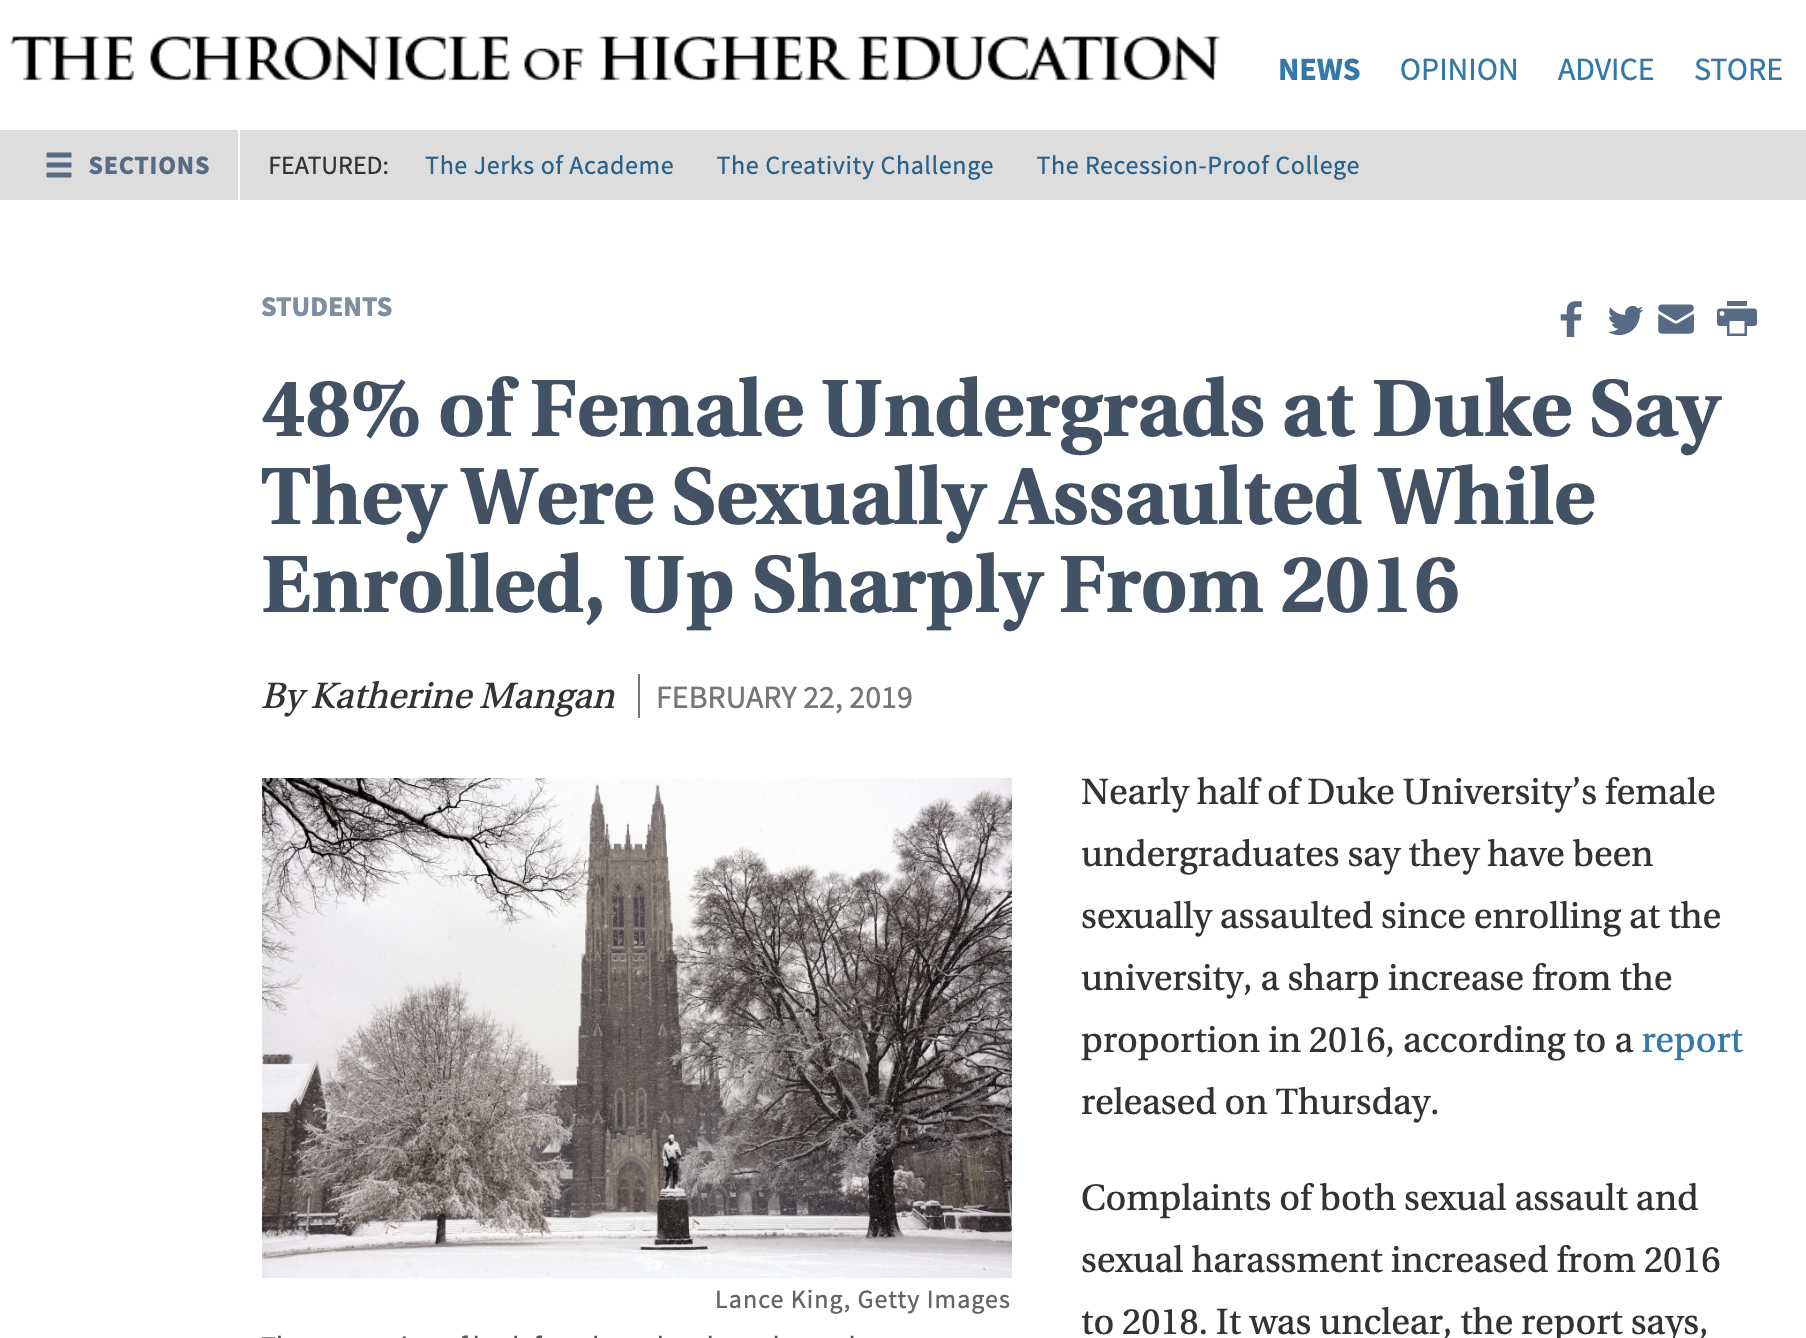 THE CHRONICLE OF HIGHER EDUCATION
NEWS OPINION ADVICE STORE
SECTIONS FEATURED: The Jerks of Academe The Creativity Challenge The Recession-Proof College
STUDENTS
48% of Female Undergrads at Duke Say
They Were Sexually Assaulted While
Enrolled, Up Sharply From 2016
By Katherine Mangan FEBRUARY 22, 2019
Lance King, Getty Images
Nearly half of Duke University’s female
undergraduates say they have been
sexually assaulted since enrolling at the
university, a sharp increase from the
proportion in 2016, according to a report
released on Thursday.
Complaints of both sexual assault and
sexual harassment increased from 2016
to 2018. It was unclear, the report says,